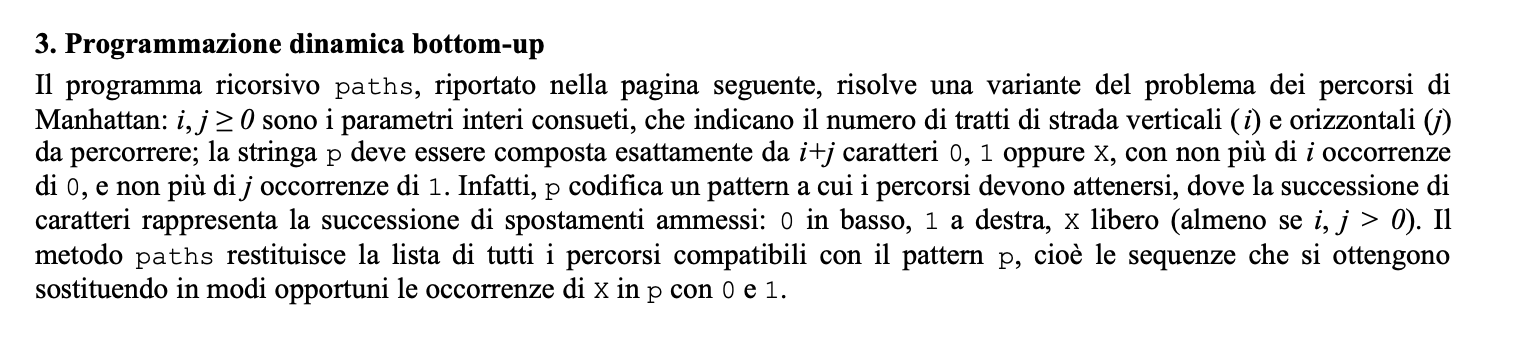 3. Programmazione dinamica bottom-up
Il programma ricorsivo paths, riportato nella pagina seguente, risolve una variante del problema dei percorsi di
Manhattan: i, j ≥ 0 sono i parametri interi consueti, che indicano il numero di tratti di strada verticali (i) e orizzontali (j)
da percorrere; la stringa p deve essere composta esattamente da i+j caratteri 0, 1 oppure X, con non più di i occorrenze
di 0, e non più di j occorrenze di 1. Infatti, p codifica un pattern a cui i percorsi devono attenersi, dove la successione di
caratteri rappresenta la successione di spostamenti ammessi: 0 in basso, 1 a destra, X libero (almeno se i, j > 0). Il
metodo paths restituisce la lista di tutti i percorsi compatibili con il pattern p, cioè le sequenze che si ottengono
sostituendo in modi opportuni le occorrenze di X in p con 0 e 1.